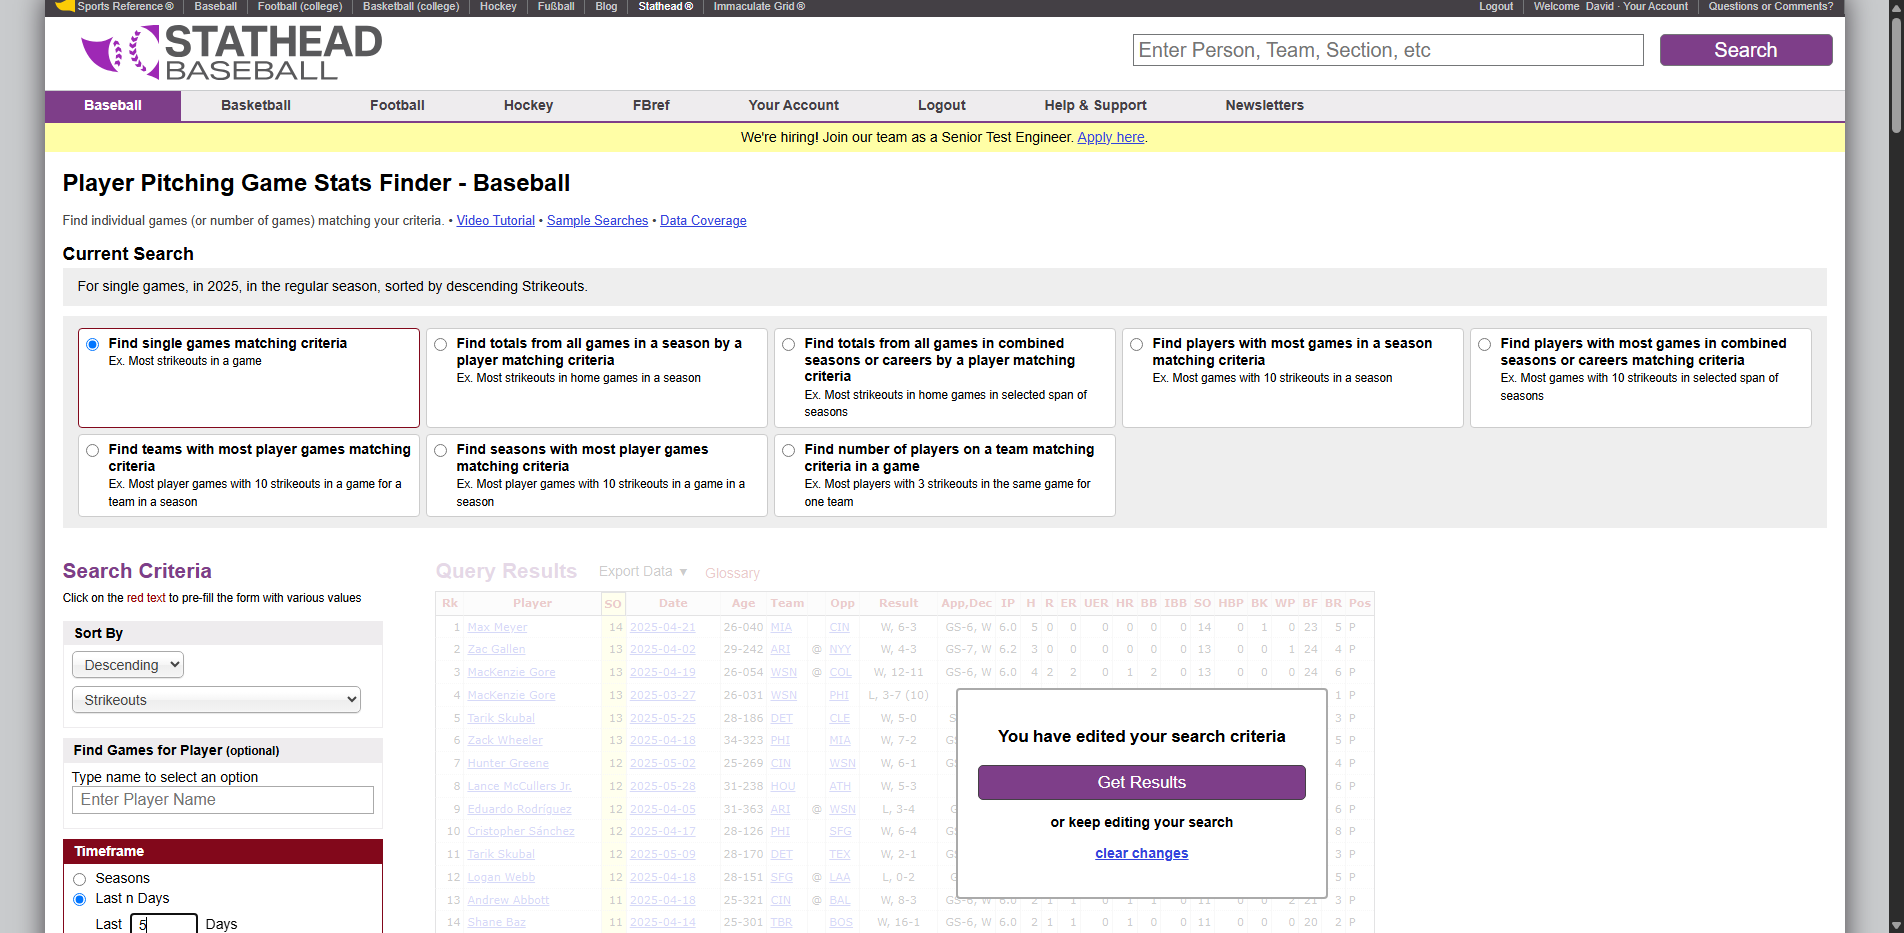 Sports Reference ® Baseball Football (college) Basketball (college) Hockey Fußball Blog Stathead ® Immaculate Grid ® Logout Welcome David · Your Account Questions or Comments?
STATHEAD
BASEBALL
Enter Person, Team, Section, etc Search
Baseball Basketball Football Hockey FBref Your Account Logout Help & Support Newsletters
We're hiring! Join our team as a Senior Test Engineer. Apply here.
Player Pitching Game Stats Finder - Baseball
Find individual games (or number of games) matching your criteria. • Video Tutorial • Sample Searches • Data Coverage
Current Search
For single games, in 2025, in the regular season, sorted by descending Strikeouts.
Find single games matching criteria
Ex. Most strikeouts in a game
Find totals from all games in a season by a
player matching criteria
Ex. Most strikeouts in home games in a season
Find totals from all games in combined
seasons or careers by a player matching
criteria
Ex. Most strikeouts in home games in selected span of
seasons
Find players with most games in a season
matching criteria
Ex. Most games with 10 strikeouts in a season
Find players with most games in combined
seasons or careers matching criteria
Ex. Most games with 10 strikeouts in selected span of
seasons
Find teams with most player games matching
criteria
Ex. Most player games with 10 strikeouts in a game for a
team in a season
Find seasons with most player games
matching criteria
Ex. Most player games with 10 strikeouts in a game in a
season
Find number of players on a team matching
criteria in a game
Ex. Most players with 3 strikeouts in the same game for
one team
Search Criteria
Click on the red text to pre-fill the form with various values
Sort By
Descending
Strikeouts
Find Games for Player (optional)
Type name to select an option
Enter Player Name
Timeframe
Seasons
Last n Days
Last 5 Days
Query Results Export Data ▼ Glossary
Rk Player SO Date Age Team Opp Result App,Dec IP H R ER UER HR BB IBB SO HBP BK WP BF BR Pos
1 Max Meyer 14 2025-04-21 26-040 MIA CIN W, 6-3 GS-6, W 6.0 5 0 0 0 0 0 0 14 0 1 0 23 5 P
2 Zac Gallen 13 2025-04-02 29-242 ARI @ NYY W, 4-3 GS-7, W 6.2 3 0 0 0 0 0 0 13 0 0 1 24 4 P
3 MacKenzie Gore 13 2025-04-19 26-054 WSN @ COL W, 12-11 GS-6, W 6.0 4 2 2 0 1 2 0 13 0 0 0 24 6 P
4 MacKenzie Gore 13 2025-03-27 26-031 WSN PHI L, 3-7 (10) 1 P
5 Tarik Skubal 13 2025-05-25 28-186 DET CLE W, 5-0 3 P
6 Zack Wheeler 13 2025-04-18 34-323 PHI MIA W, 7-2 5 P
7 Hunter Greene 12 2025-05-02 25-269 CIN WSN W, 6-1 4 P
8 Lance McCullers Jr. 12 2025-05-28 31-238 HOU ATH W, 5-3 6 P
9 Eduardo Rodríguez 12 2025-04-05 31-363 ARI @ WSN L, 3-4 6 P
10 Cristopher Sánchez 12 2025-04-17 28-126 PHI SFG W, 6-4 8 P
11 Tarik Skubal 12 2025-05-09 28-170 DET TEX W, 2-1 3 P
12 Logan Webb 12 2025-04-18 28-151 SFG @ LAA L, 0-2 5 P
13 Andrew Abbott 11 2025-04-18 25-321 CIN @ BAL W, 8-3 GS-6, W 6.0 2 1 1 0 1 1 0 11 0 0 2 21 3 P
14 Shane Baz 11 2025-04-14 25-301 TBR BOS W, 16-1 GS-6, W 6.0 2 1 1 0 1 0 0 11 0 0 0 20 2 P
You have edited your search criteria
Get Results
or keep editing your search
clear changes